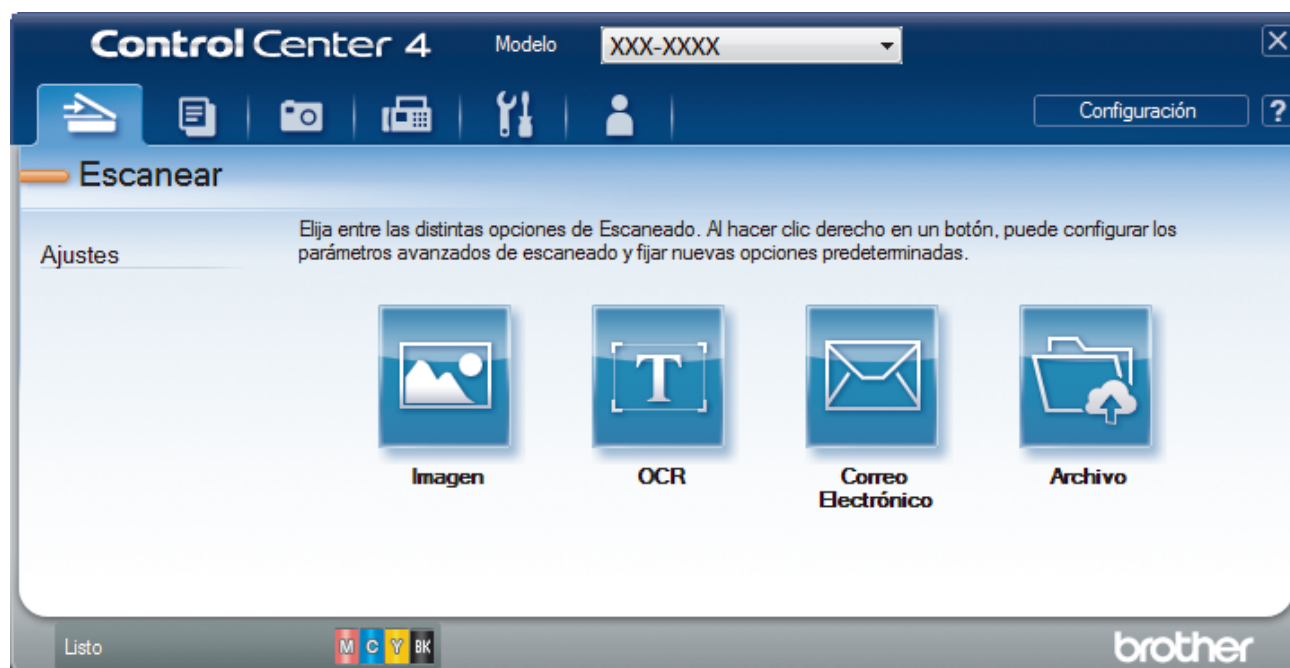 ControlCenter 4
Modelo
XXX-XXXX
Configuración
?
Escanear
Ajustes
Elija entre las distintas opciones de Escaneado. Al hacer clic derecho en un botón, puede configurar los
parámetros avanzados de escaneado y fijar nuevas opciones predeterminadas.
T
Imagen
OCR
Correo
Electrónico
Archivo
Listo
M C Y BK
brother